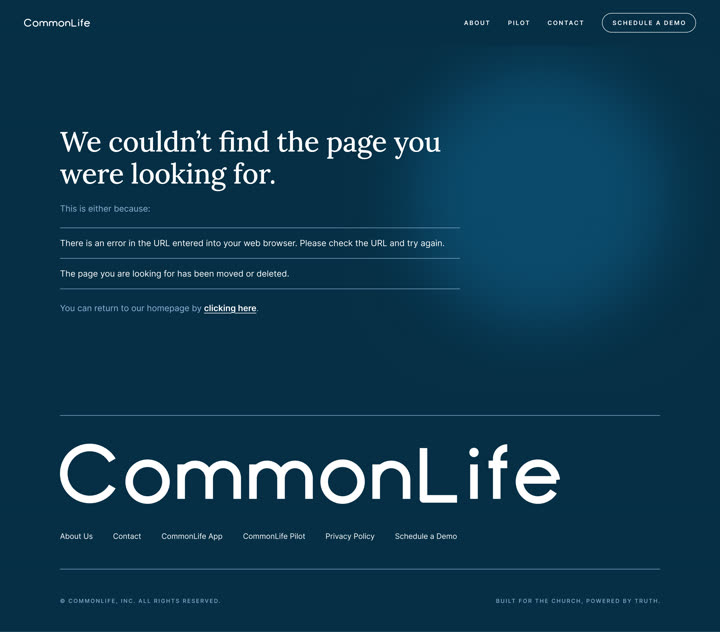 CommonLife
ABOUT
PILOT
CONTACT
SCHEDULE A DEMO
We couldn’t find the page you
were looking for.
This is either because:
There is an error in the URL entered into your web browser. Please check the URL and try again.
The page you are looking for has been moved or deleted.
You can return to our homepage by clicking here.
CommonLife
About Us
Contact
CommonLife App
CommonLife Pilot
Privacy Policy
Schedule a Demo
© COMMONLIFE, INC. ALL RIGHTS RESERVED.
BUILT FOR THE CHURCH, POWERED BY TRUTH.